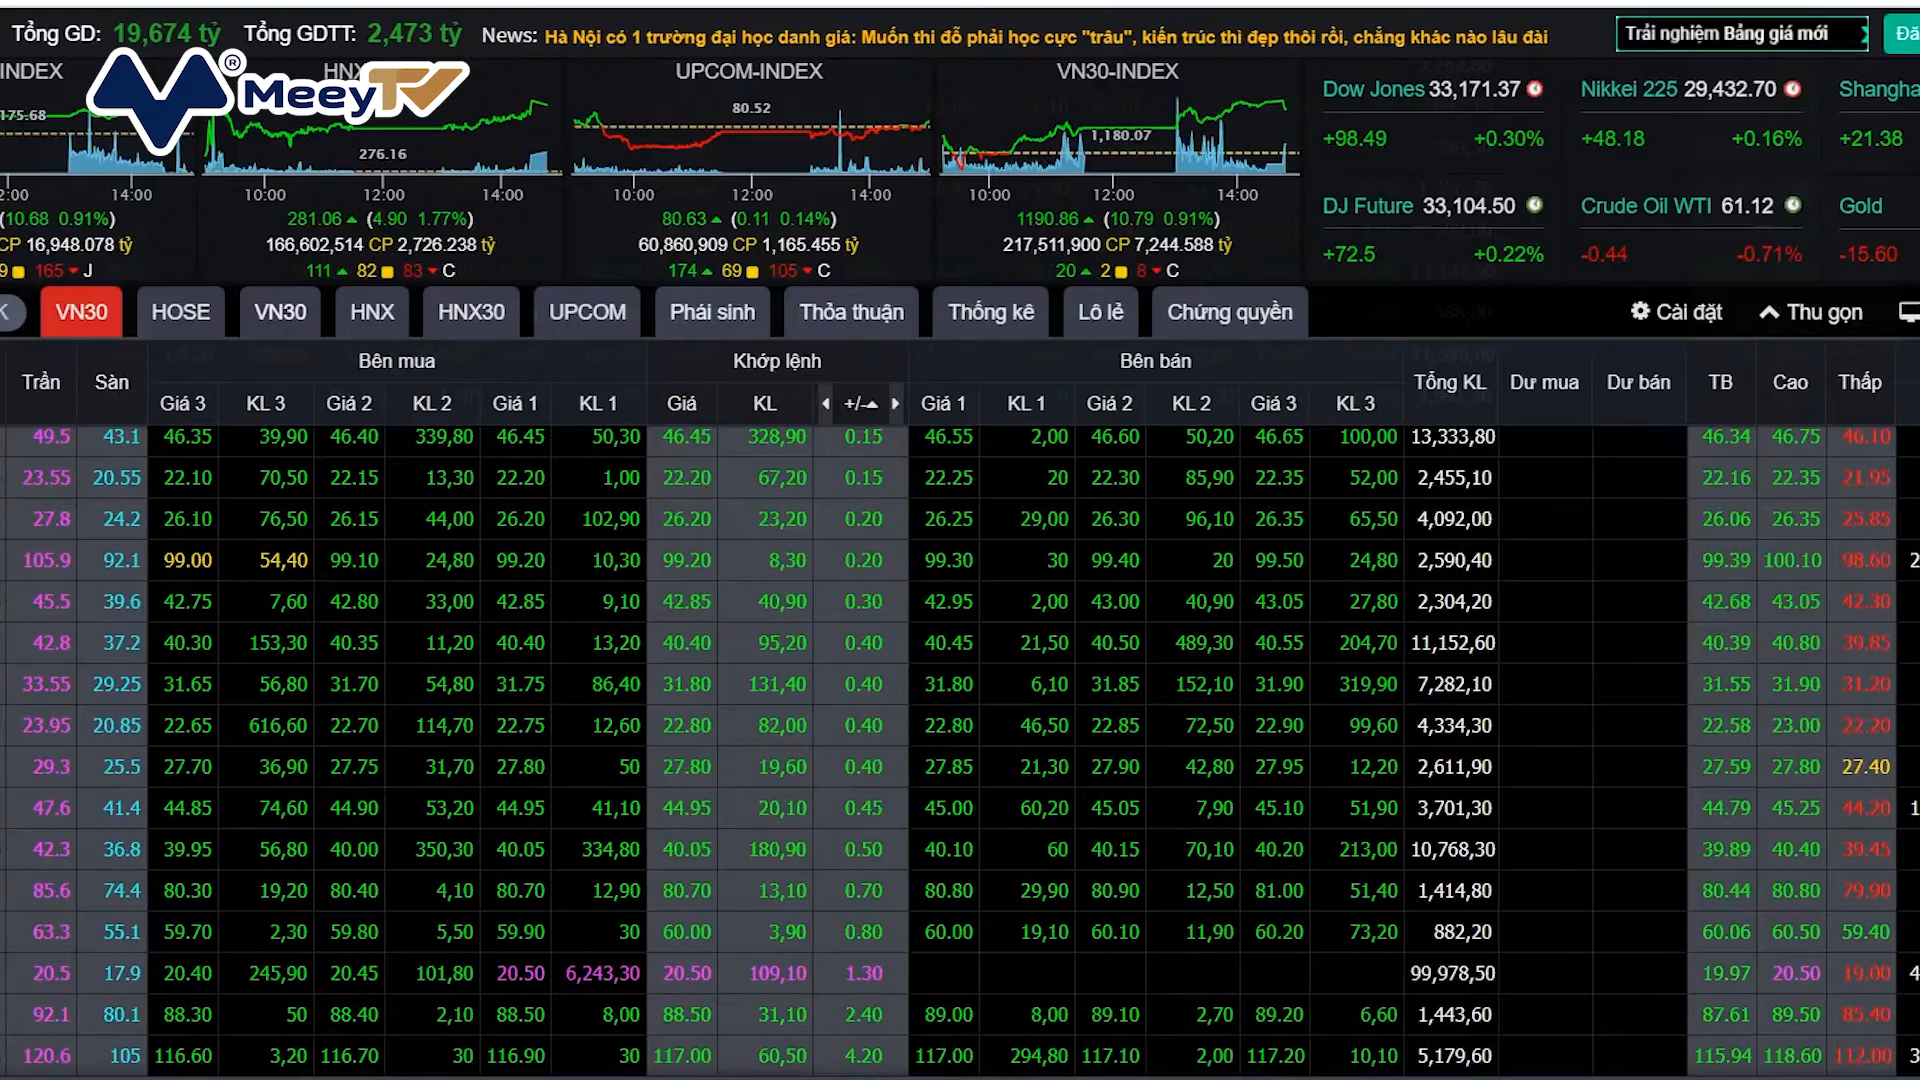 Tổng GD: 19,674 tỷ Tổng GDTT: 2,473 tỷ News: Hà Nội có 1 trường đại học danh giá: Muốn thi đỗ phải học cực "trâu", kiến trúc thì đẹp thôi rồi, chẳng khác nào lâu đài Trải nghiệm Bảng giá mới
MeeyTV ®
INDEX HNX UPCOM-INDEX VN30-INDEX
175.68 276.16 80.52 1,180.07
14:00 10:00 12:00 14:00 10:00 12:00 14:00 10:00 12:00 14:00
(10.68 0.91%) 281.06 (4.90 1.77%) 80.63 (0.11 0.14%) 1190.86 (10.79 0.91%)
CP 16,948.078 tỷ 166,602,514 CP 2,726.238 tỷ 60,860,909 CP 1,165.455 tỷ 217,511,900 CP 7,244.588 tỷ
165 J 111 82 83 C 174 69 105 C 20 2 8 C
Dow Jones 33,171.37 Nikkei 225 29,432.70
+98.49 +0.30% +48.18 +0.16% +21.38
DJ Future 33,104.50 Crude Oil WTI 61.12 Gold
+72.5 +0.22% -0.44 -0.71% -15.60
K VN30 HOSE VN30 HNX HNX30 UPCOM Phái sinh Thỏa thuận Thống kê Lô lẻ Chứng quyền Cài đặt Thu gọn
Trần Sàn Bên mua Khớp lệnh Bên bán Tổng KL Dư mua Dư bán TB Cao Thấp
Giá 3 KL 3 Giá 2 KL 2 Giá 1 KL 1 Giá KL +/- Giá 1 KL 1 Giá 2 KL 2 Giá 3 KL 3
49.5 43.1 46.35 39,90 46.40 339,80 46.45 50,30 46.45 328,90 0.15 46.55 2,00 46.60 50,20 46.65 100,00 13,333,80 46.34 46.75 46.10
23.55 20.55 22.10 70,50 22.15 13,30 22.20 1,00 22.20 67,20 0.15 22.25 20 22.30 85,90 22.35 52,00 2,455,10 22.16 22.35 21.95
27.8 24.2 26.10 76,50 26.15 44,00 26.20 102,90 26.20 23,20 0.20 26.25 29,00 26.30 96,10 26.35 65,50 4,092,00 26.06 26.35 25.85
105.9 92.1 99.00 54,40 99.10 24,80 99.20 10,30 99.20 8,30 0.20 99.30 30 99.40 20 99.50 24,80 2,590,40 99.39 100.10 98.60
45.5 39.6 42.75 7,60 42.80 33,00 42.85 9,10 42.85 40,90 0.30 42.95 2,00 43.00 40,90 43.05 27,80 2,304,20 42.68 43.05 42.30
42.8 37.2 40.30 153,30 40.35 11,20 40.40 13,20 40.40 95,20 0.40 40.45 21,50 40.50 489,30 40.55 204,70 11,152,60 40.39 40.80 39.85
33.55 29.25 31.65 56,80 31.70 54,80 31.75 86,40 31.80 131,40 0.40 31.80 6,10 31.85 152,10 31.90 319,90 7,282,10 31.55 31.90 31.20
23.95 20.85 22.65 616,60 22.70 114,70 22.75 12,60 22.80 82,00 0.40 22.80 46,50 22.85 72,50 22.90 99,60 4,334,30 22.58 23.00 22.20
29.3 25.5 27.70 36,90 27.75 31,70 27.80 50 27.80 19,60 0.40 27.85 21,30 27.90 42,80 27.95 12,20 2,611,90 27.59 27.80 27.40
47.6 41.4 44.85 74,60 44.90 53,20 44.95 41,10 44.95 20,10 0.45 45.00 60,20 45.05 7,90 45.10 51,90 3,701,30 44.79 45.25 44.20
42.3 36.8 39.95 56,80 40.00 350,30 40.05 334,80 40.05 180,90 0.50 40.10 60 40.15 70,10 40.20 213,00 10,768,30 39.89 40.40 39.45
85.6 74.4 80.30 19,20 80.40 4,10 80.70 12,90 80.70 13,10 0.70 80.80 29,90 80.90 12,50 81.00 51,40 1,414,80 80.44 80.80 79.90
63.3 55.1 59.70 2,30 59.80 5,50 59.90 30 60.00 3,90 0.80 60.00 19,10 60.10 11,90 60.20 73,20 882,20 60.06 60.50 59.40
20.5 17.9 20.40 245,90 20.45 101,80 20.50 6,243,30 20.50 109,10 1.30 99,978,50 19.97 20.50 19.00
92.1 80.1 88.30 50 88.40 2,10 88.50 8,00 88.50 31,10 2.40 89.00 8,00 89.10 2,70 89.20 6,60 1,443,60 87.61 89.50 85.40
120.6 105 116.60 3,20 116.70 30 116.90 30 117.00 60,50 4.20 117.00 294,80 117.10 2,00 117.20 10,10 5,179,60 115.94 118.60 112.00